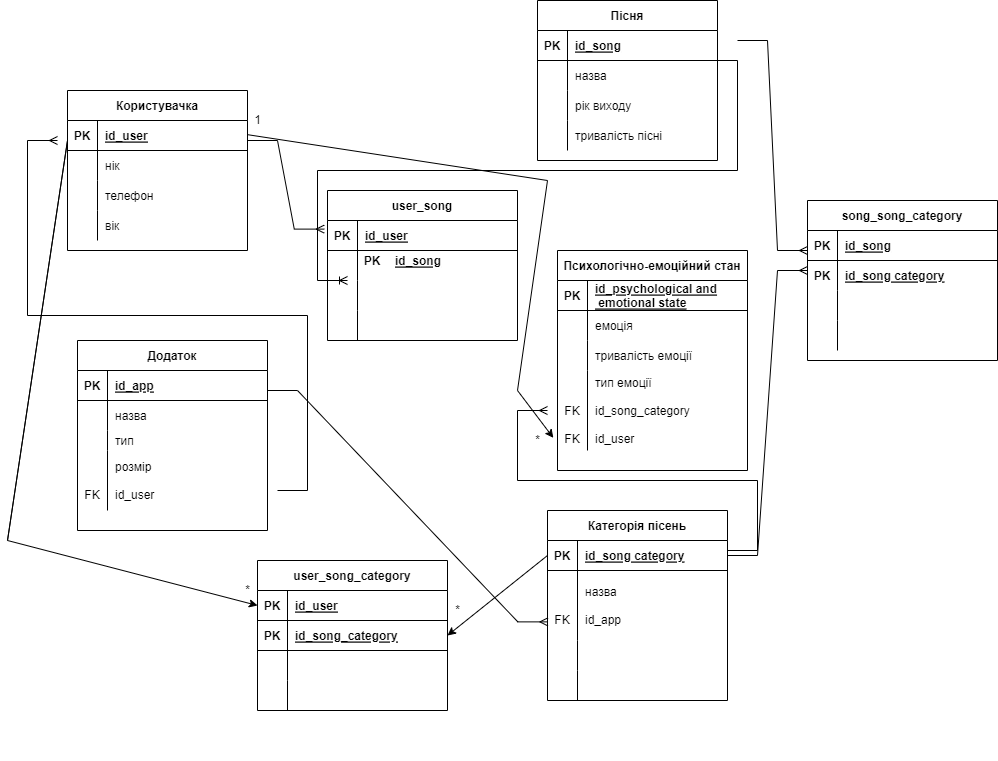 Пісня
PK id_song
назва
рік виходу
тривалість пісні
Користувачка
PK id_user
нік
телефон
вік
1
user_song
PK id_user
PK id_song
song_song_category
PK id_song
PK id_song category
Психологічно-емоційний стан
PK id_psychological and
emotional state
емоція
тривалість емоції
тип емоції
FK id_song_category
FK id_user
*
Додаток
PK id_app
назва
тип
розмір
FK id_user
Категорія пісень
PK id_song category
назва
FK id_app
user_song_category
*
PK id_user
*
PK id_song_category